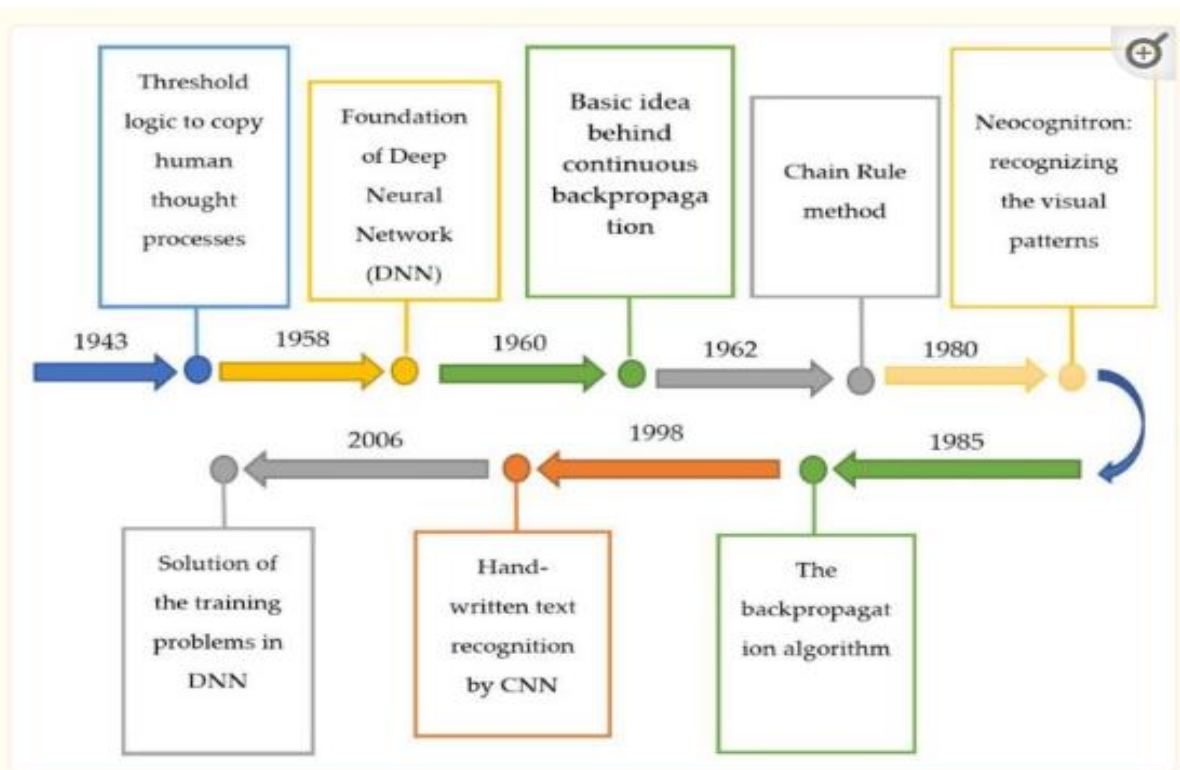 Threshold
logic to copy
human
thought
processes
Foundation
of Deep
Neural
Network
(DNN)
Basic idea
behind
continuous
backpropaga
tion
Chain Rule
method
Neocognitron:
recognizing
the visual
patterns
1943
1958
1960
1962
1980
2006
1998
1985
Solution of
the training
problems in
DNN
Hand-
written text
recognition
by CNN
The
backpropagat
ion algorithm